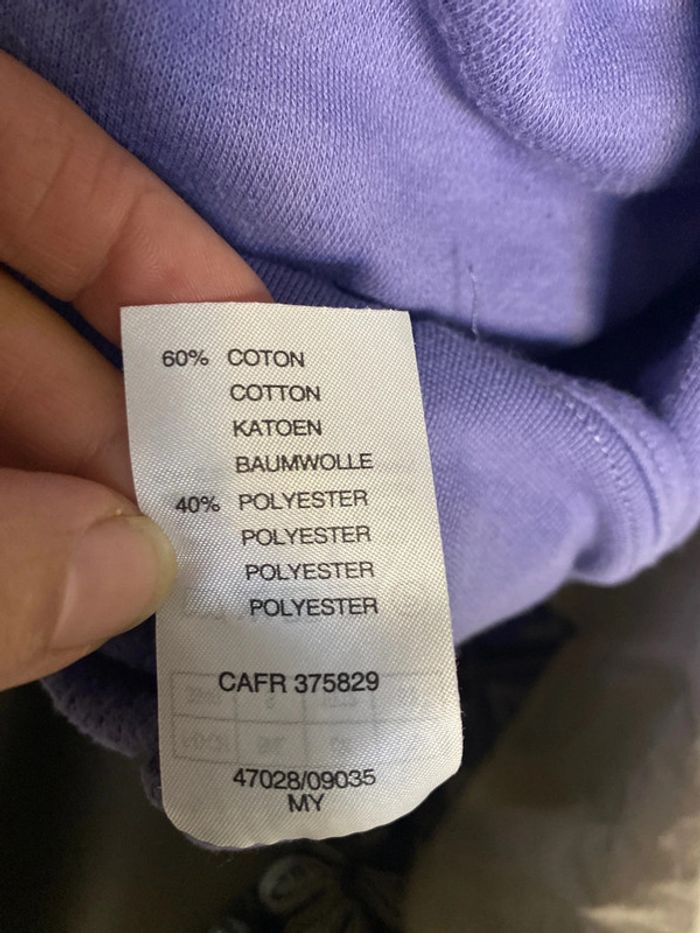 60% COTON
COTTON
KATOEN
BAUMWOLLE
40% POLYESTER
POLYESTER
POLYESTER
POLYESTER
CAFR 375829
47028/09035
MY